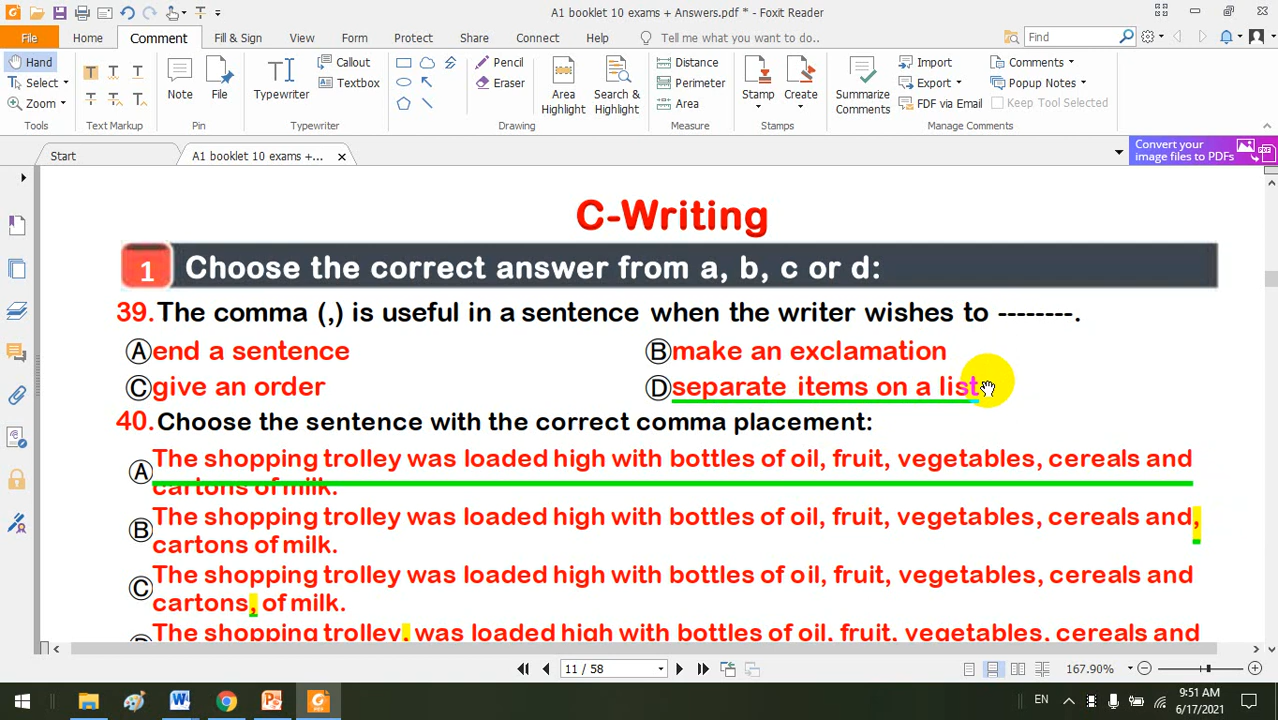 A1 booklet 10 exams + Answers.pdf * - Foxit Reader
File Home Comment Fill & Sign View Form Protect Share Connect Help Tell me what you want to do.. Find
Hand
Select
Zoom
Tools
T T T
Text Markup
Note
File
Pin
Typewriter
Callout
Textbox
Typewriter
Pencil
Eraser
Area Highlight
Search & Highlight
Drawing
Distance
Perimeter
Area
Measure
Stamp
Create
Stamps
Summarize Comments
Import
Export
FDF via Email
Comments
Popup Notes
Keep Tool Selected
Manage Comments
Start
A1 booklet 10 exams +...
Convert your
image files to PDFs
PDF
C-Writing
1 Choose the correct answer from a, b, c or d:
39.The comma (,) is useful in a sentence when the writer wishes to --------.
Ⓐend a sentence Ⓑmake an exclamation
Ⓒgive an order Ⓓseparate items on a list
40.Choose the sentence with the correct comma placement:
Ⓐ The shopping trolley was loaded high with bottles of oil, fruit, vegetables, cereals and
cartons of milk.
Ⓑ The shopping trolley was loaded high with bottles of oil, fruit, vegetables, cereals and,
cartons of milk.
Ⓒ The shopping trolley was loaded high with bottles of oil, fruit, vegetables, cereals and
cartons, of milk.
The shopping trolley, was loaded high with bottles of oil, fruit, vegetables, cereals and
11 / 58
167.90%
EN
9:51 AM
6/17/2021